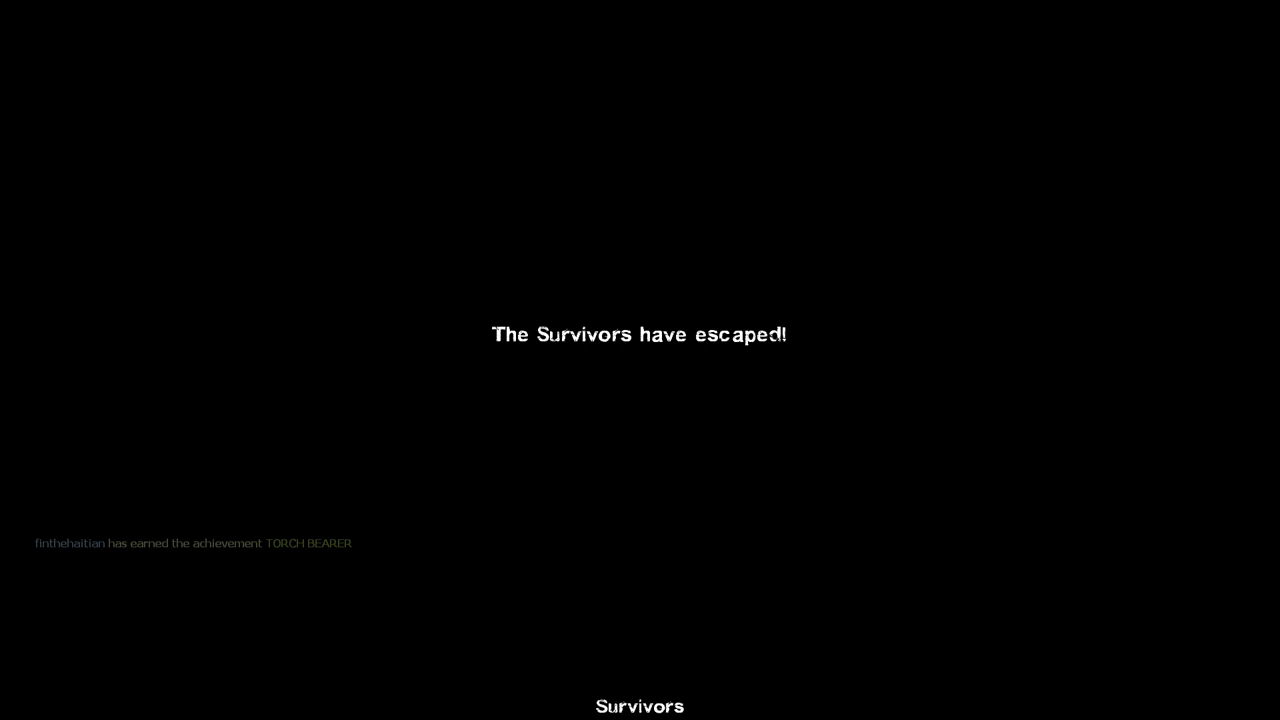 The Survivors have escaped!
finthehaitian has earned the achievement TORCH BEARER
Survivors